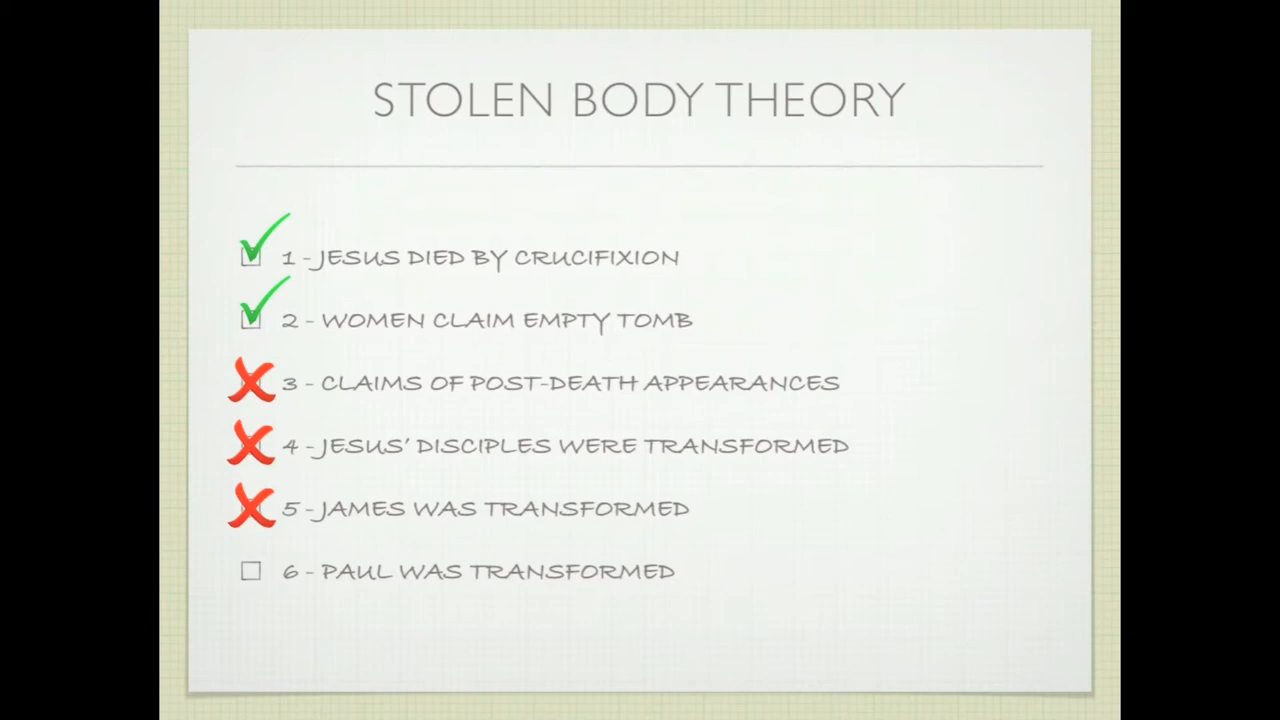 STOLEN BODY THEORY
1 - JESUS DIED BY CRUCIFIXION
2 - WOMEN CLAIM EMPTY TOMB
3 - CLAIMS OF POST-DEATH APPEARANCES
4 - JESUS' DISCIPLES WERE TRANSFORMED
5 - JAMES WAS TRANSFORMED
6 - PAUL WAS TRANSFORMED